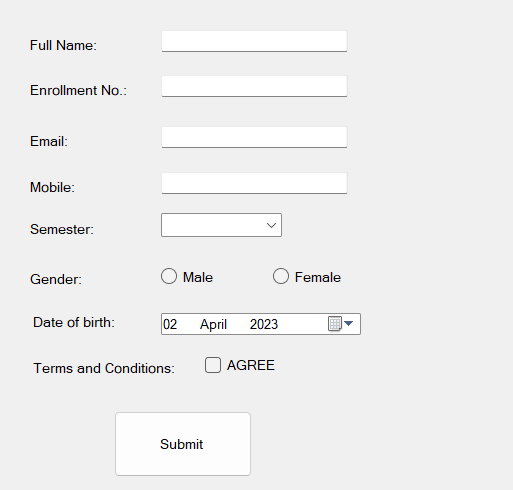 Full Name:
Enrollment No.:
Email:
Mobile:
Semester:
Gender: Male Female
Date of birth: 02 April 2023
Terms and Conditions: AGREE
Submit